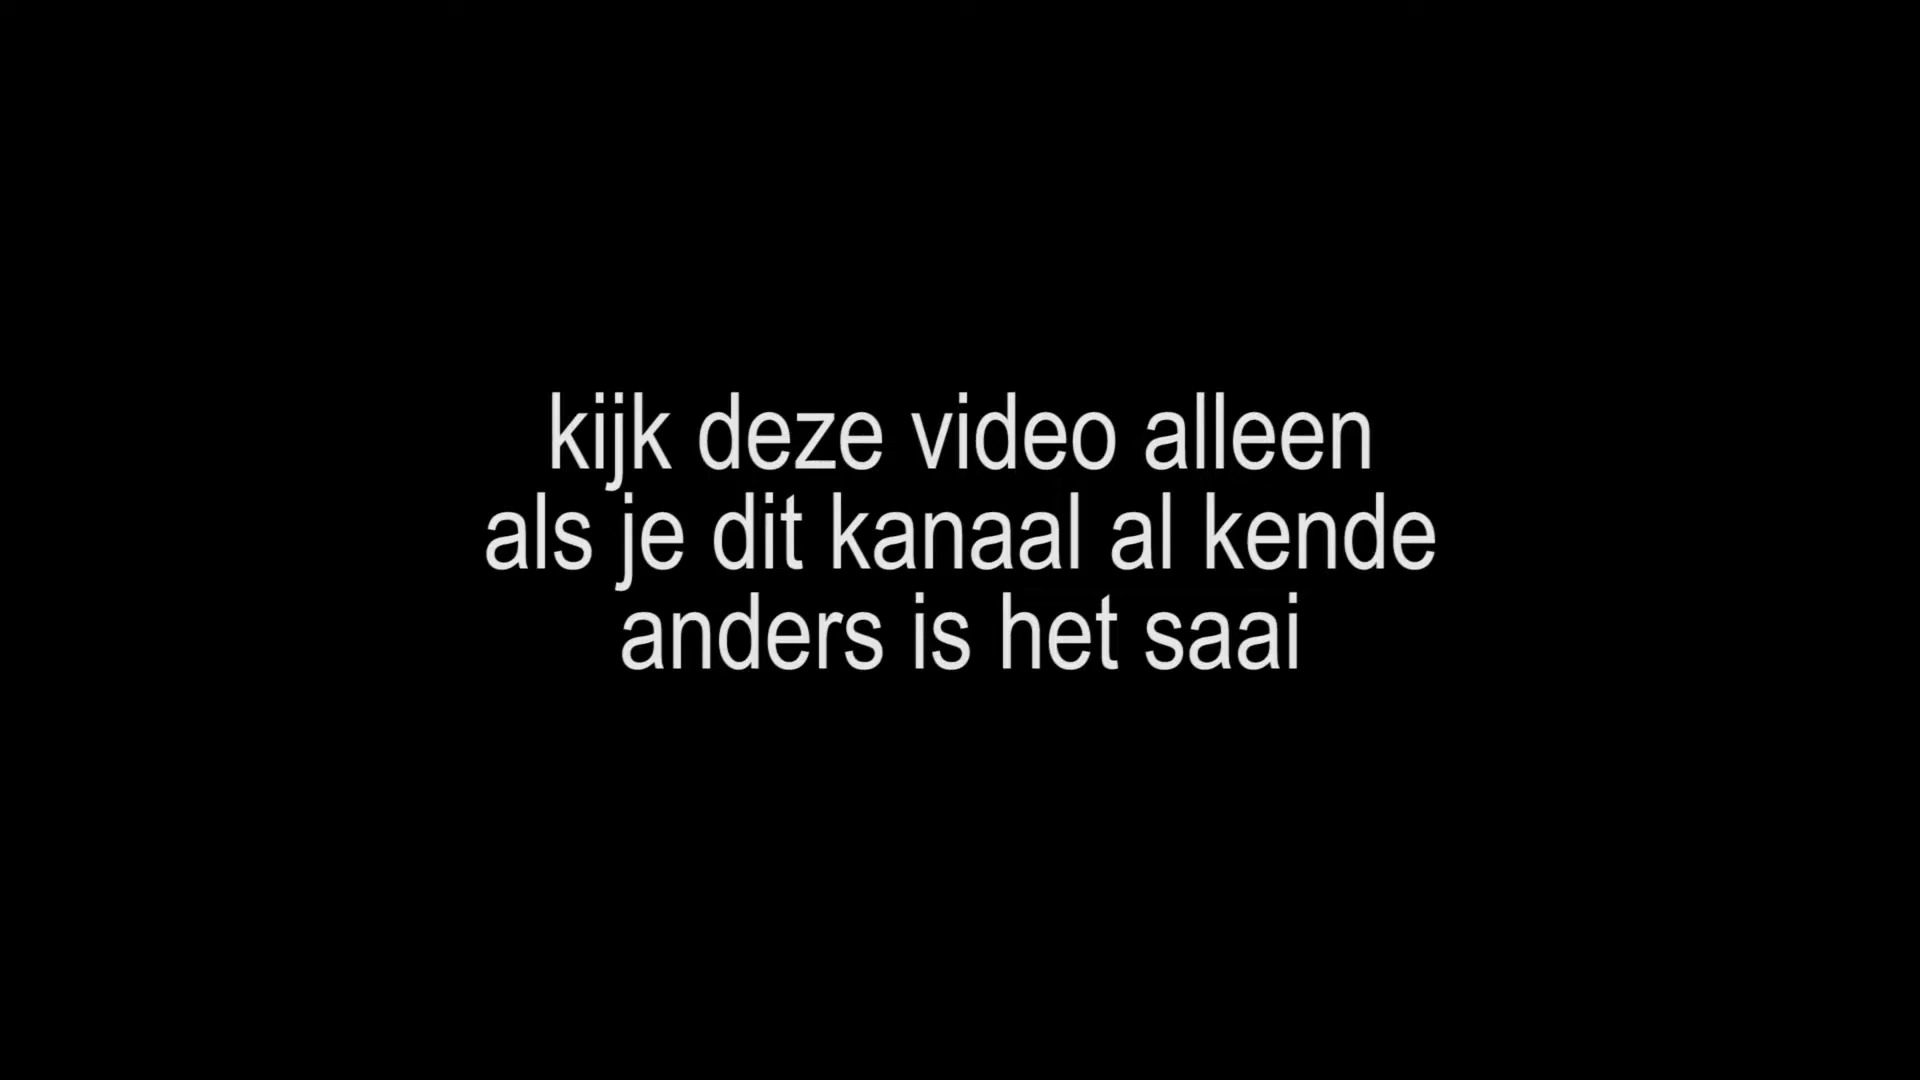 kijk deze video alleen
als je dit kanaal al kende
anders is het saai